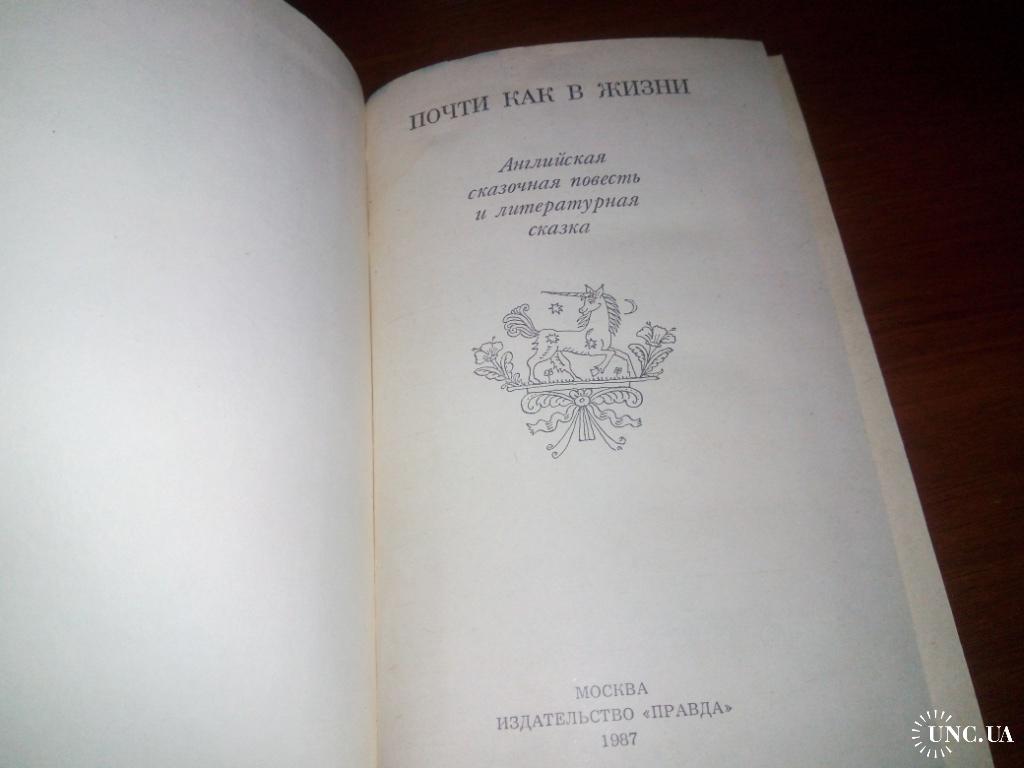 ПОЧТИ КАК В ЖИЗНИ
Английская
сказочная повесть
и литературная
сказка
МОСКВА
ИЗДАТЕЛЬСТВО «ПРАВДА»
1987
UNC.UA